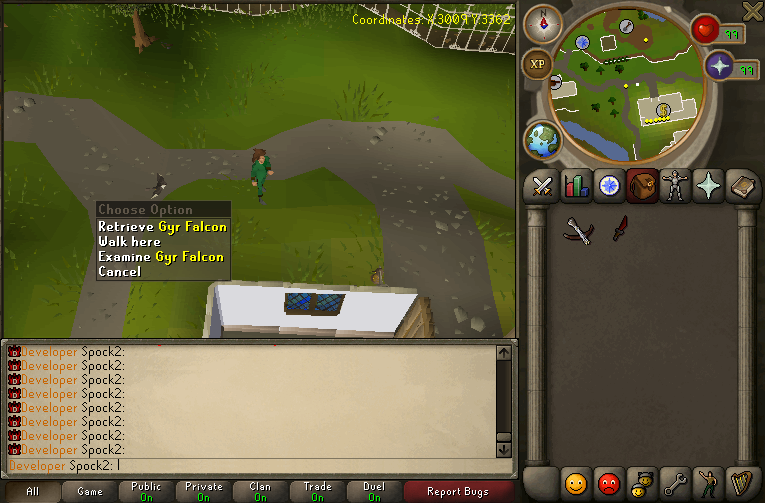 Coordinates: X 3009 Y 3362
XP
99
99
Choose Option
Retrieve Gyr Falcon
Walk here
Examine Gyr Falcon
Cancel
Developer Spock2:
Developer Spock2:
Developer Spock2:
Developer Spock2:
Developer Spock2:
Developer Spock2:
Developer Spock2:
Developer Spock2:
Developer Spock2:
All
Game
Public On
Private On
Clan On
Trade On
Duel On
Report Bugs